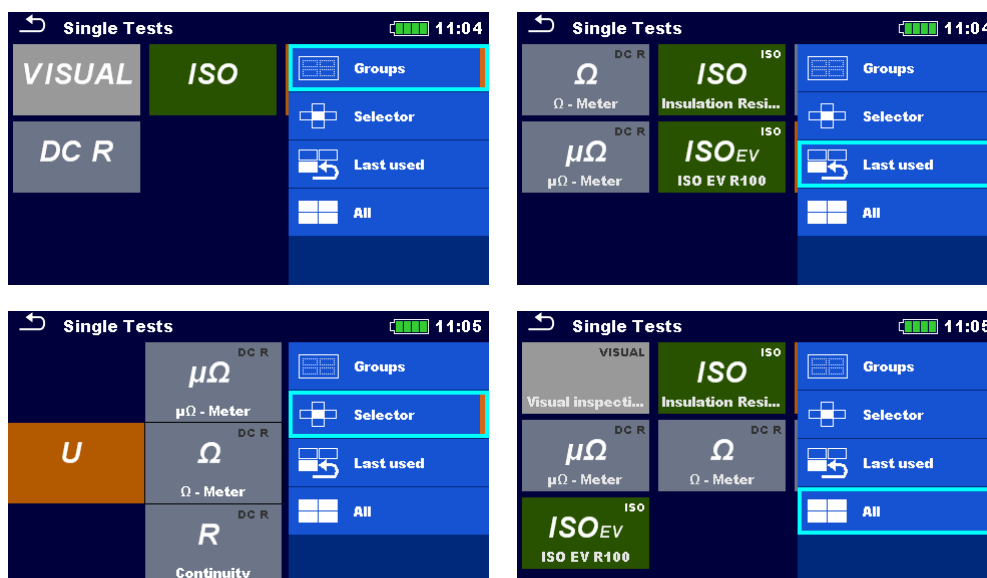 Single Tests 11:04
VISUAL ISO
DC R
Groups
Selector
Last used
All
Single Tests 11:04
DC R
Ω
Ω - Meter
ISO
ISO
Insulation Resi...
DC R
µΩ
µΩ - Meter
ISO
ISOEV
ISO EV R100
Groups
Selector
Last used
All
Single Tests 11:05
U
DC R
µΩ
µΩ - Meter
DC R
Ω
Ω - Meter
DC R
R
Continuity
Groups
Selector
Last used
All
Single Tests 11:05
VISUAL
Visual inspecti...
ISO
ISO
Insulation Resi...
DC R
µΩ
µΩ - Meter
DC R
Ω
Ω - Meter
ISO
ISOEV
ISO EV R100
Groups
Selector
Last used
All